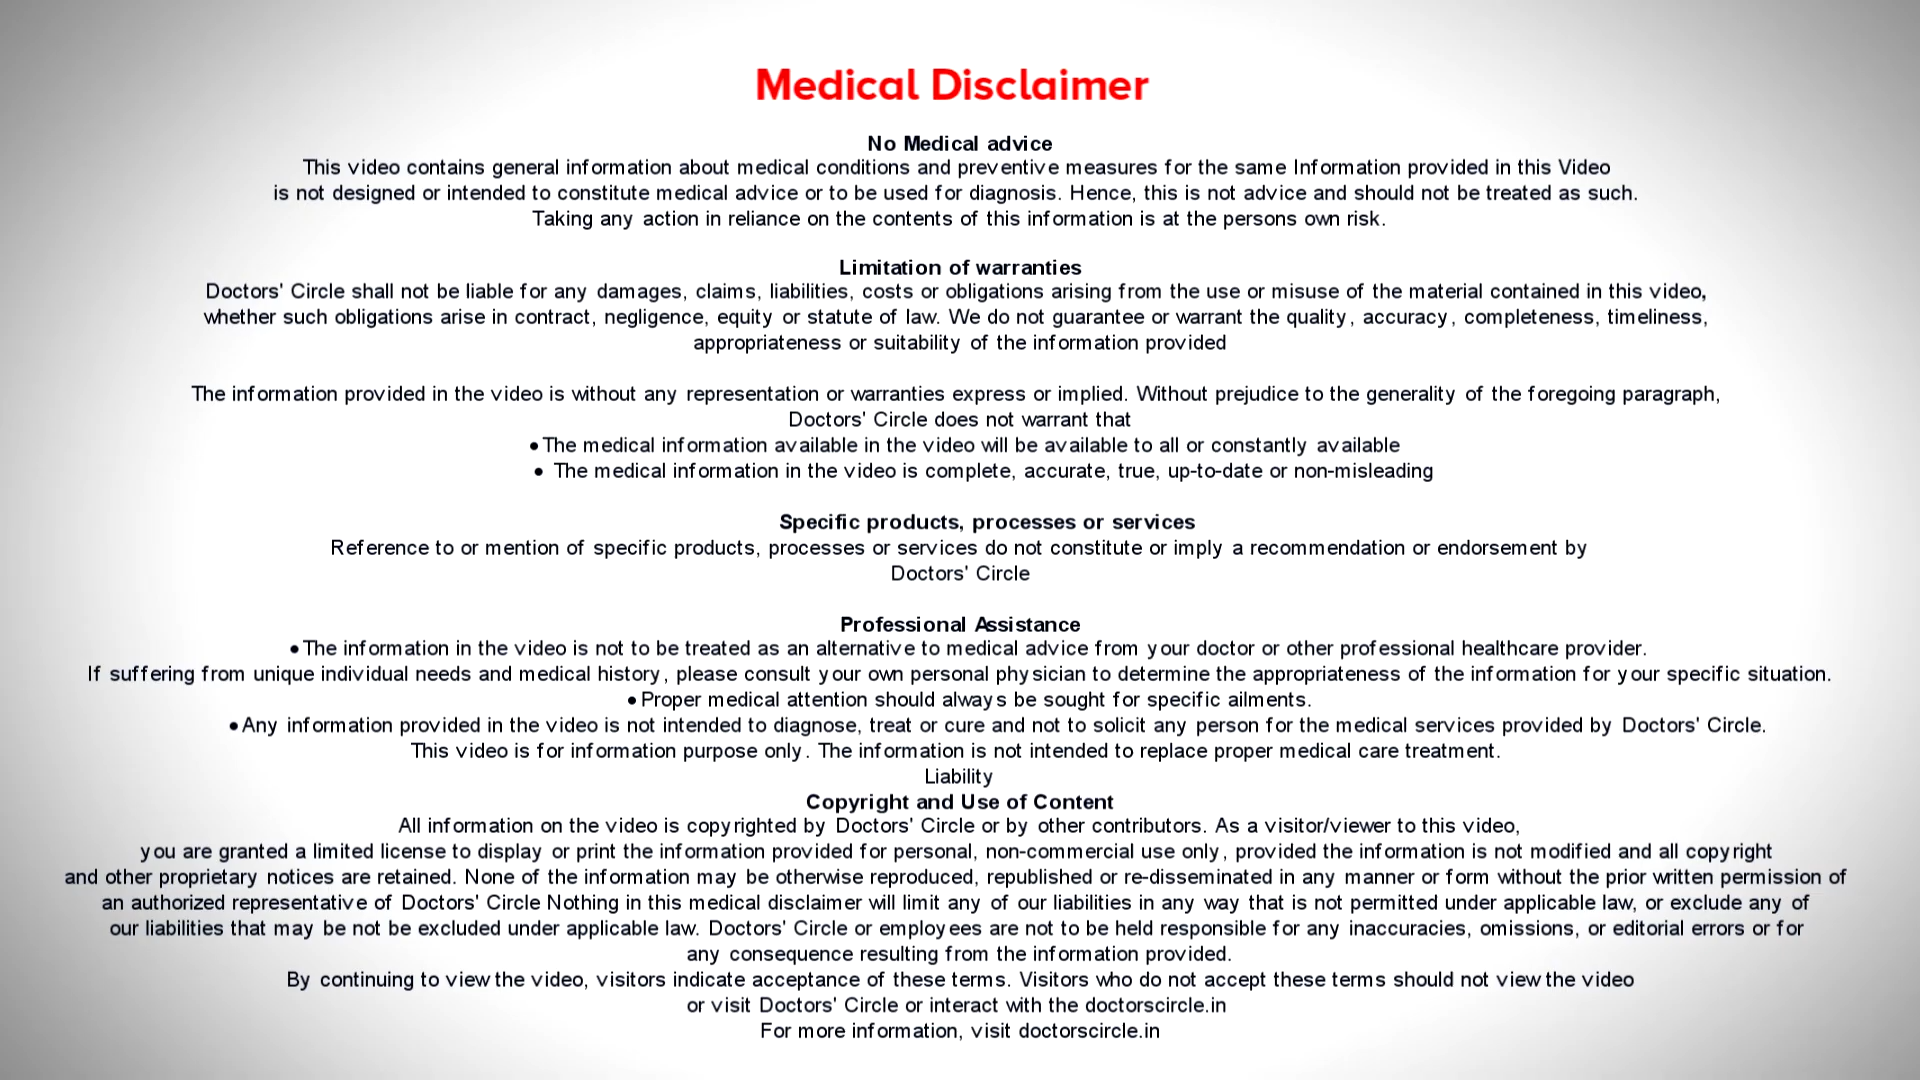 Medical Disclaimer
No Medical advice
This video contains general information about medical conditions and preventive measures for the same Information provided in this Video
is not designed or intended to constitute medical advice or to be used for diagnosis. Hence, this is not advice and should not be treated as such.
Taking any action in reliance on the contents of this information is at the persons own risk.
Limitation of warranties
Doctors' Circle shall not be liable for any damages, claims, liabilities, costs or obligations arising from the use or misuse of the material contained in this video,
whether such obligations arise in contract, negligence, equity or statute of law. We do not guarantee or warrant the quality, accuracy, completeness, timeliness,
appropriateness or suitability of the information provided
The information provided in the video is without any representation or warranties express or implied. Without prejudice to the generality of the foregoing paragraph,
Doctors' Circle does not warrant that
• The medical information available in the video will be available to all or constantly available
• The medical information in the video is complete, accurate, true, up-to-date or non-misleading
Specific products, processes or services
Reference to or mention of specific products, processes or services do not constitute or imply a recommendation or endorsement by
Doctors' Circle
Professional Assistance
• The information in the video is not to be treated as an alternative to medical advice from your doctor or other professional healthcare provider.
If suffering from unique individual needs and medical history, please consult your own personal physician to determine the appropriateness of the information for your specific situation.
• Proper medical attention should always be sought for specific ailments.
• Any information provided in the video is not intended to diagnose, treat or cure and not to solicit any person for the medical services provided by Doctors' Circle.
This video is for information purpose only. The information is not intended to replace proper medical care treatment.
Liability
Copyright and Use of Content
All information on the video is copyrighted by Doctors' Circle or by other contributors. As a visitor/viewer to this video,
you are granted a limited license to display or print the information provided for personal, non-commercial use only, provided the information is not modified and all copyright
and other proprietary notices are retained. None of the information may be otherwise reproduced, republished or re-disseminated in any manner or form without the prior written permission of
an authorized representative of Doctors' Circle Nothing in this medical disclaimer will limit any of our liabilities in any way that is not permitted under applicable law, or exclude any of
our liabilities that may be not be excluded under applicable law. Doctors' Circle or employees are not to be held responsible for any inaccuracies, omissions, or editorial errors or for
any consequence resulting from the information provided.
By continuing to view the video, visitors indicate acceptance of these terms. Visitors who do not accept these terms should not view the video
or visit Doctors' Circle or interact with the doctorscircle.in
For more information, visit doctorscircle.in